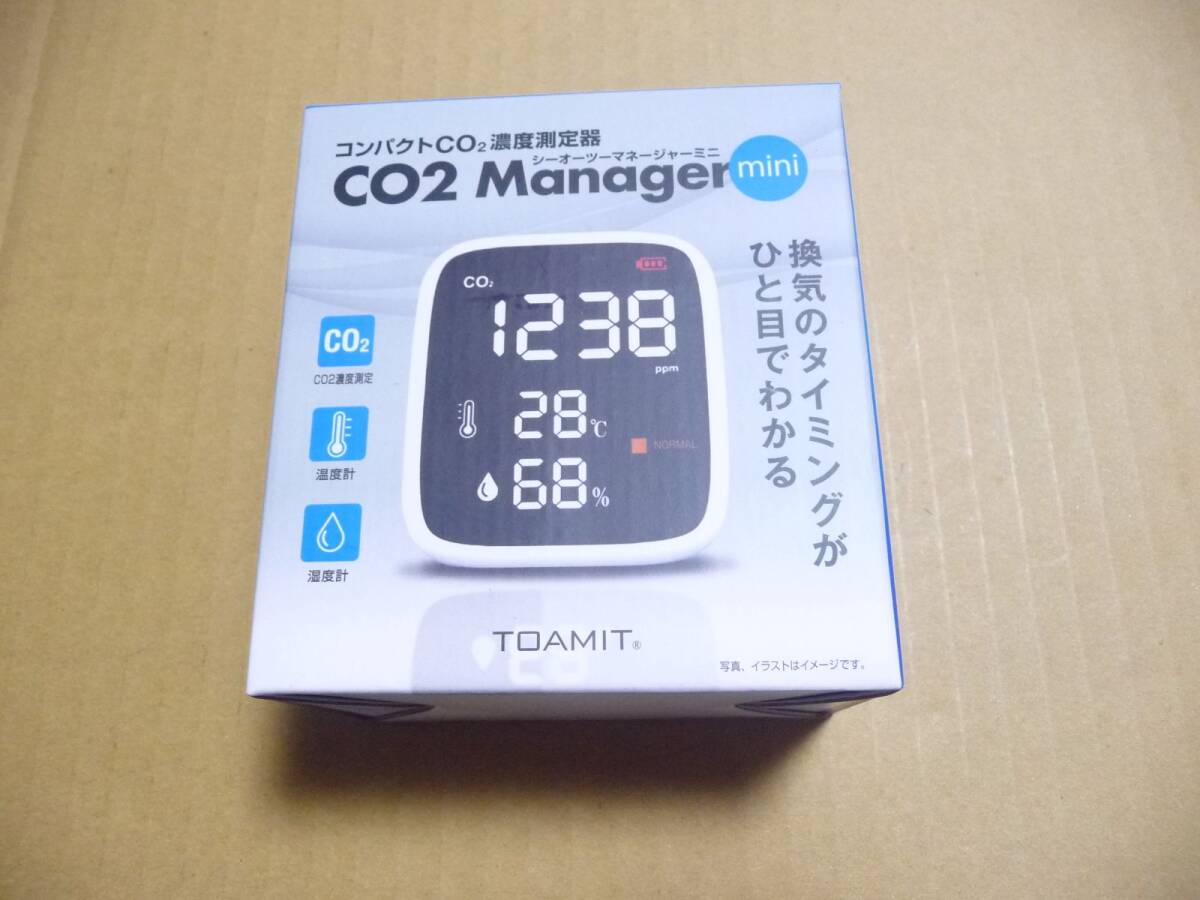 コンパクトCO₂濃度測定器
シーオーツーマネージャーミニ
CO2 Manager mini
換気のタイミングが
ひと目でわかる
CO₂
1238
ppm
28℃
NORMAL
68%
CO₂
CO2濃度測定
温度計
湿度計
TOAMIT®
写真、イラストはイメージです。